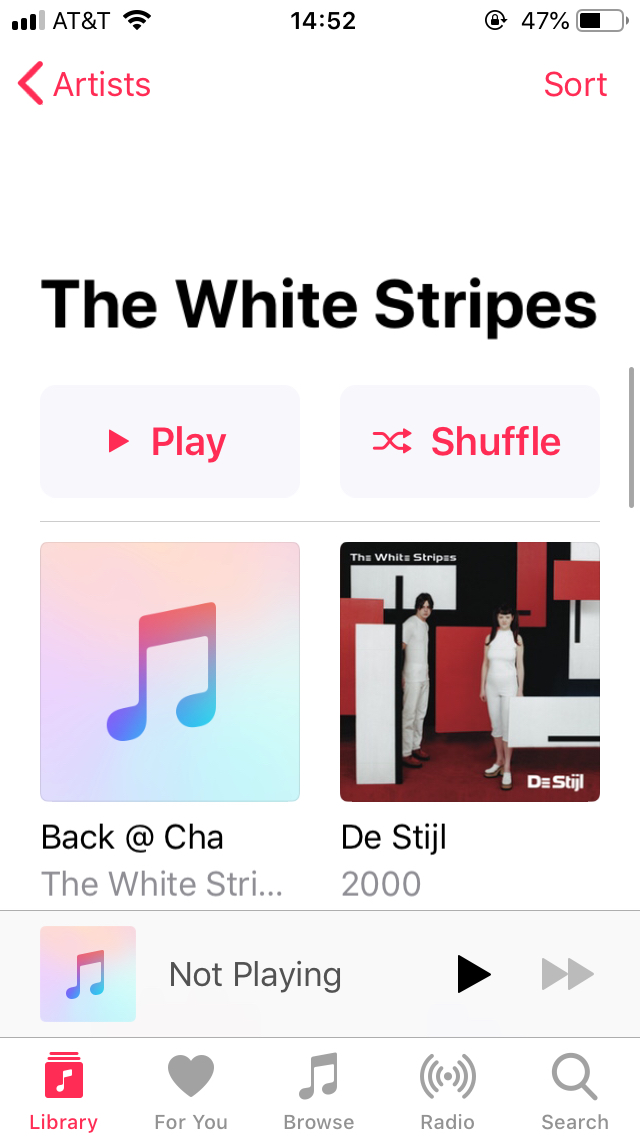 AT&T 14:52 47%
Artists Sort
The White Stripes
Play Shuffle
The White Stripes
De Stijl
Back @ Cha De Stijl
The White Stri... 2000
Not Playing
Library For You Browse Radio Search